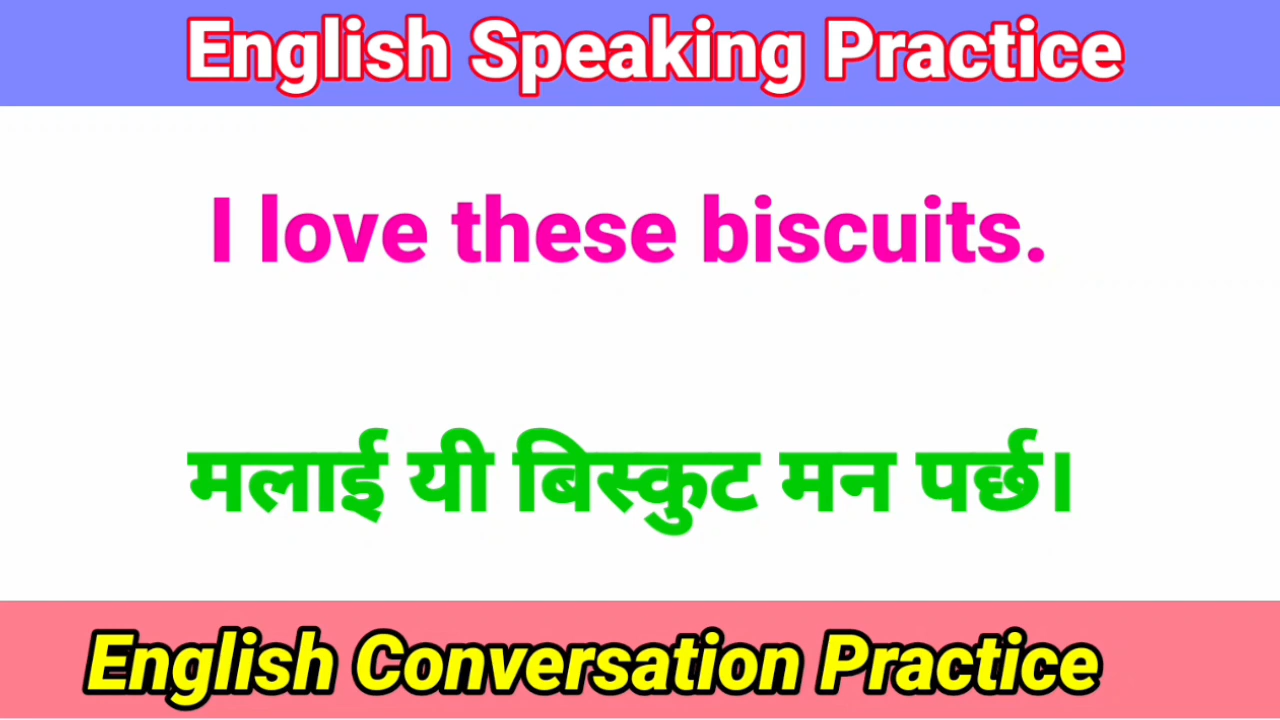 English Speaking Practice
I love these biscuits.
मलाई यी बिस्कुट मन पर्छ।
English Conversation Practice